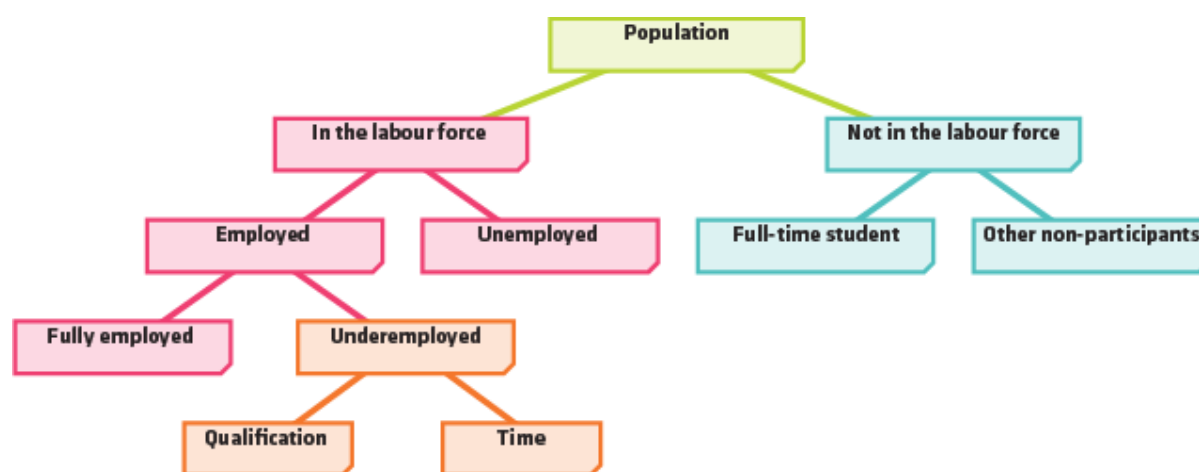 Population
In the labour force
Not in the labour force
Employed
Unemployed
Full-time student
Other non-participants
Fully employed
Underemployed
Qualification
Time